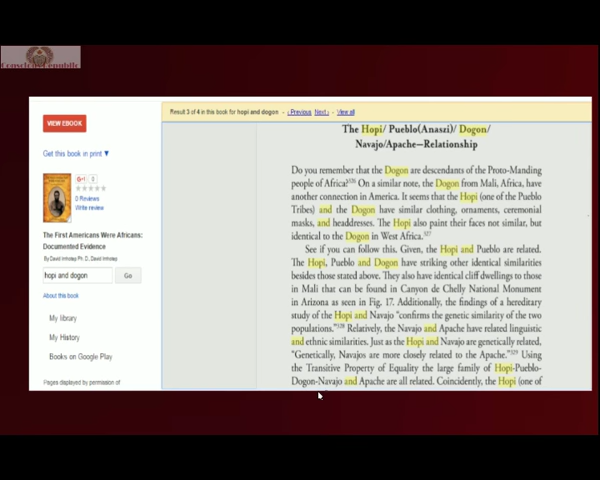 Conscious Republic
Result 3 of 4 in this book for hopi and dogon - ‹ Previous Next › - View all
VIEW EBOOK
Get this book in print ▼
G+1 0
0 Reviews
Write review
The First Americans Were Africans:
Documented Evidence
By David Imhotep Ph. D, David Imhotep
hopi and dogon Go
About this book
My library
My History
Books on Google Play
Pages displayed by permission of
The Hopi/ Pueblo(Anaszi)/ Dogon/
Navajo/Apache—Relationship
Do you remember that the Dogon are descendants of the Proto-Manding
people of Africa?326 On a similar note, the Dogon from Mali, Africa, have
another connection in America. It seems that the Hopi (one of the Pueblo
Tribes) and the Dogon have similar clothing, ornaments, ceremonial
masks, and headdresses. The Hopi also paint their faces not similar, but
identical to the Dogon in West Africa.327
See if you can follow this. Given, the Hopi and Pueblo are related.
The Hopi, Pueblo and Dogon have striking other identical similarities
besides those stated above. They also have identical cliff dwellings to those
in Mali that can be found in Canyon de Chelly National Monument
in Arizona as seen in Fig. 17. Additionally, the findings of a hereditary
study of the Hopi and Navajo “confirms the genetic similarity of the two
populations.”328 Relatively, the Navajo and Apache have related linguistic
and ethnic similarities. Just as the Hopi and Navajo are genetically related,
“Genetically, Navajos are more closely related to the Apache.”329 Using
the Transitive Property of Equality the large family of Hopi-Pueblo-
Dogon-Navajo and Apache are all related. Coincidently, the Hopi (one of